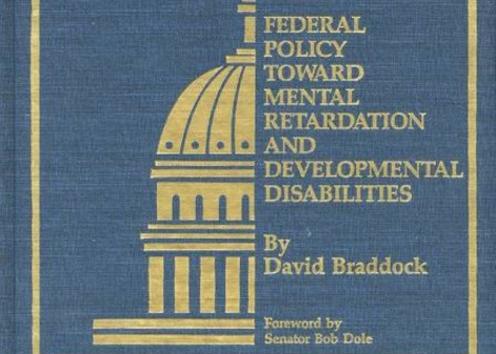 FEDERAL
POLICY
TOWARD
MENTAL
RETARDATION
AND
DEVELOPMENTAL
DISABILITIES
By
David Braddock
Foreword by
Senator Bob Dole